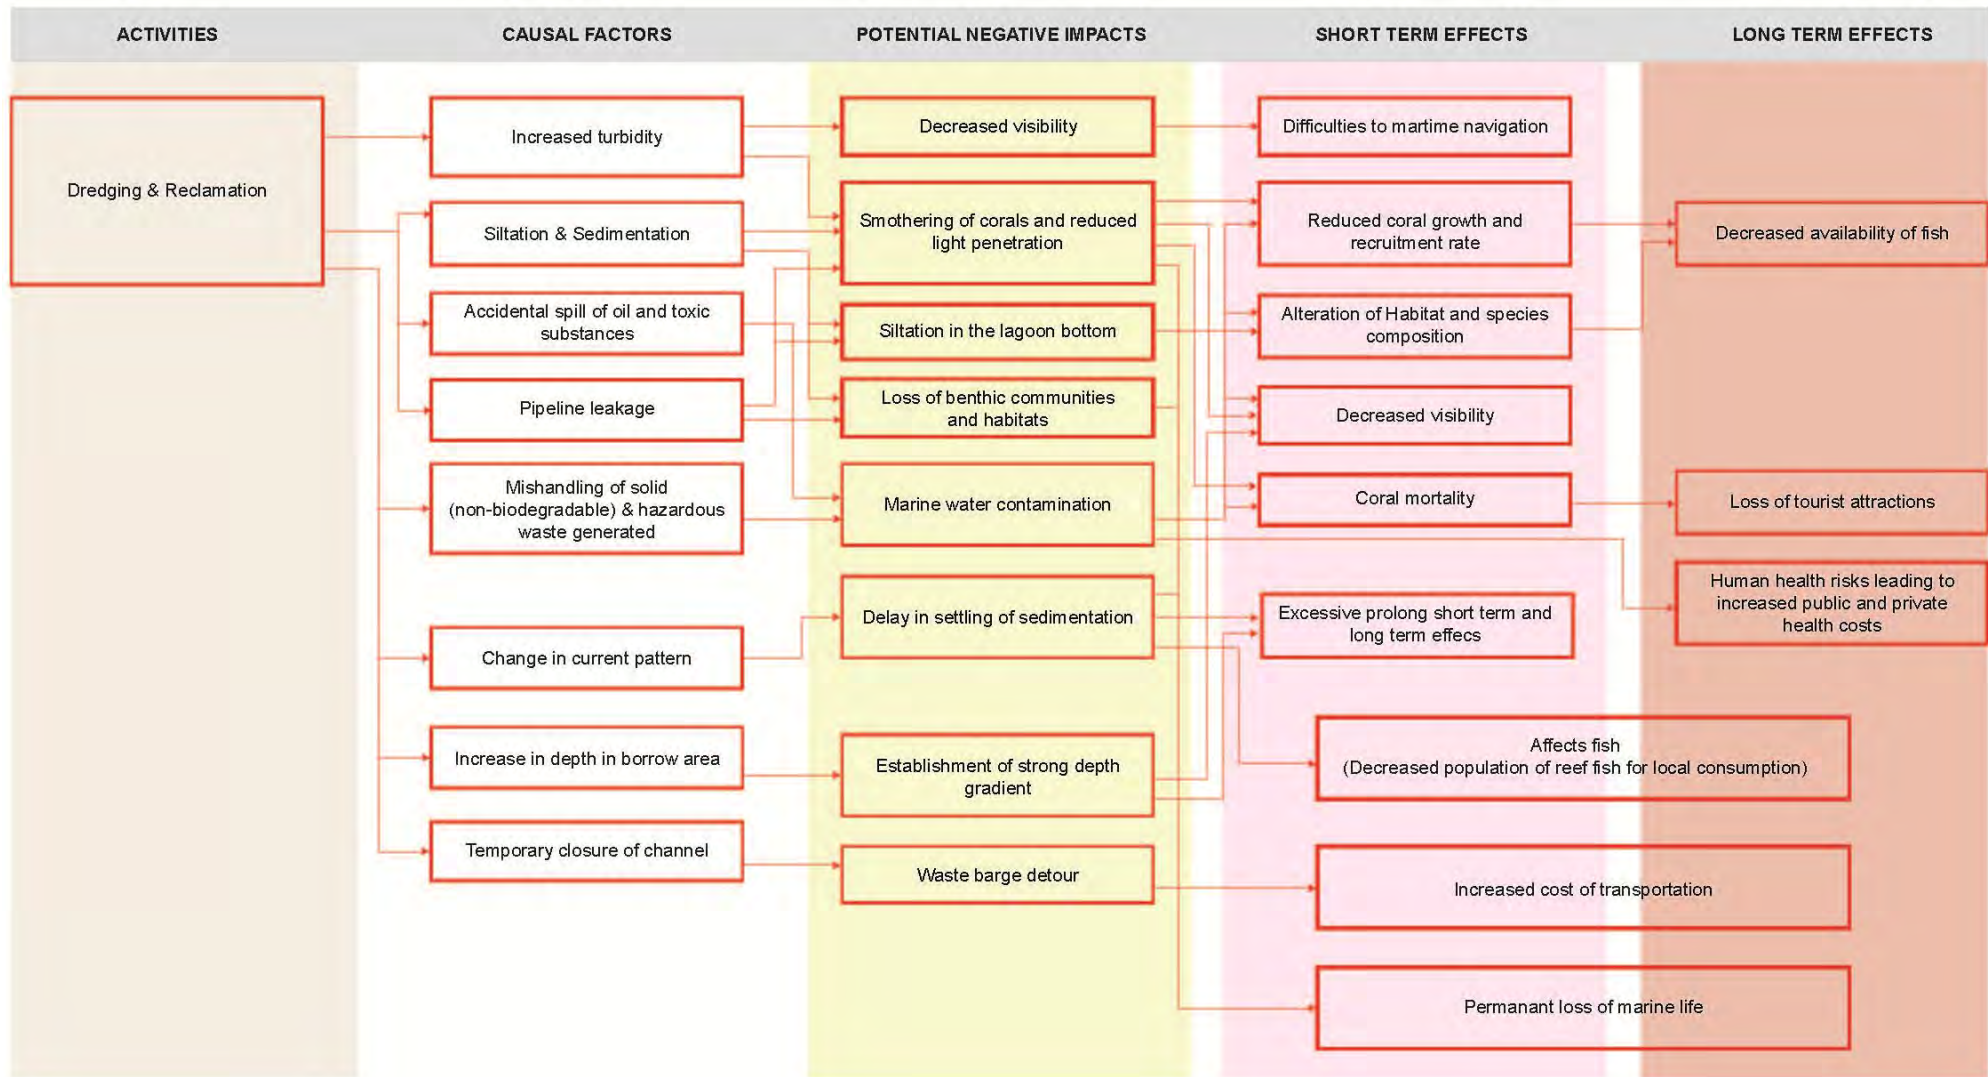 ACTIVITIES
CAUSAL FACTORS
POTENTIAL NEGATIVE IMPACTS
SHORT TERM EFFECTS
LONG TERM EFFECTS
Dredging & Reclamation
Increased turbidity
Siltation & Sedimentation
Accidental spill of oil and toxic
substances
Pipeline leakage
Mishandling of solid
(non-biodegradable) & hazardous
waste generated
Change in current pattern
Increase in depth in borrow area
Temporary closure of channel
Decreased visibility
Smothering of corals and reduced
light penetration
Siltation in the lagoon bottom
Loss of benthic communities
and habitats
Marine water contamination
Delay in settling of sedimentation
Establishment of strong depth
gradient
Waste barge detour
Difficulties to martime navigation
Reduced coral growth and
recruitment rate
Alteration of Habitat and species
composition
Decreased visibility
Coral mortality
Excessive prolong short term and
long term effecs
Affects fish
(Decreased population of reef fish for local consumption)
Increased cost of transportation
Permanant loss of marine life
Decreased availability of fish
Loss of tourist attractions
Human health risks leading to
increased public and private
health costs